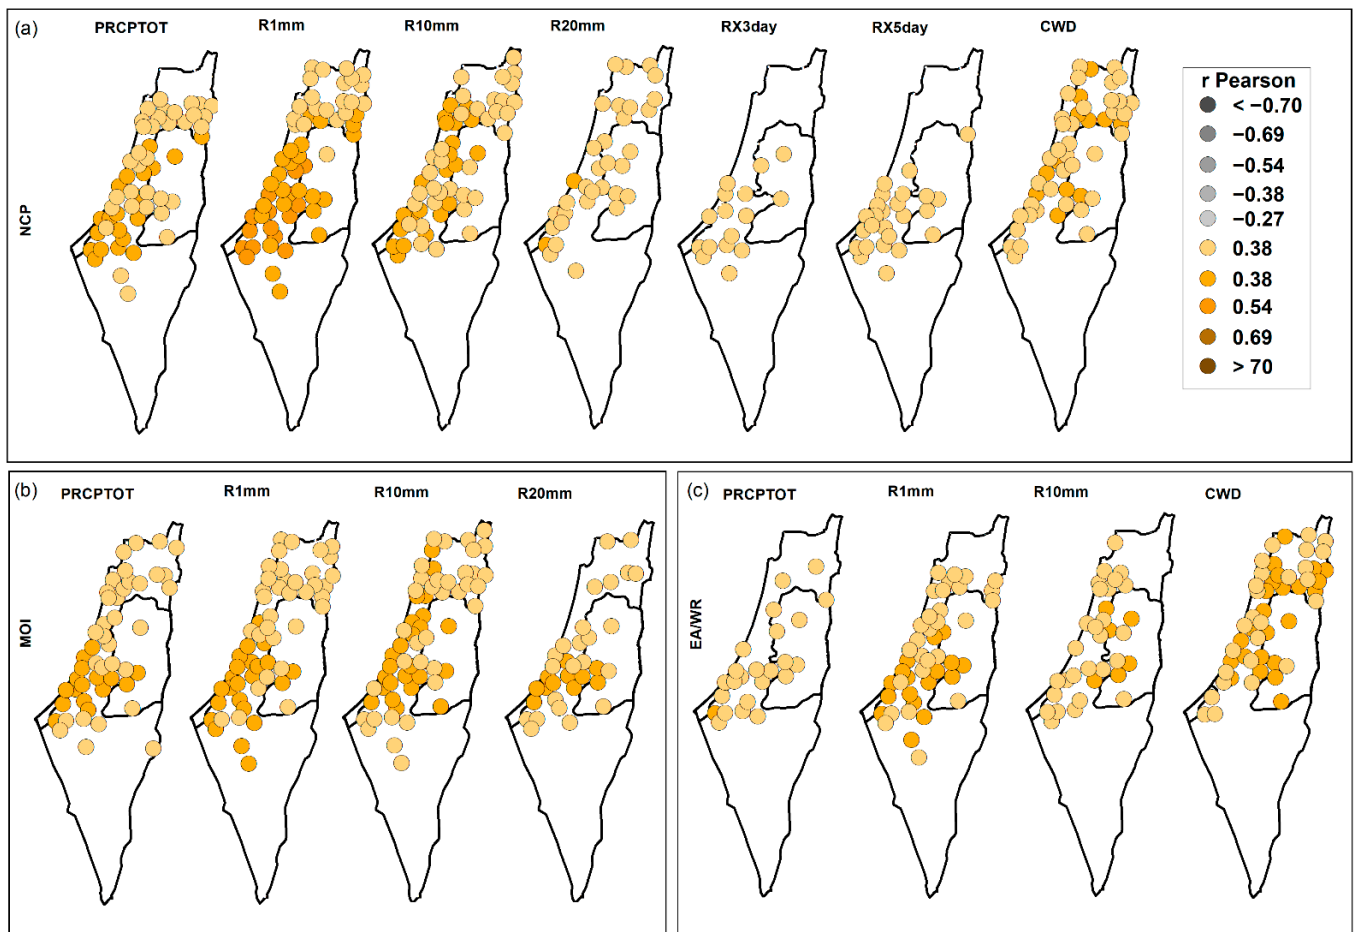 (a)
PRCPTOT
R1mm
R10mm
R20mm
RX3day
RX5day
CWD
NCP
r Pearson
< −0.70
−0.69
−0.54
−0.38
−0.27
0.38
0.38
0.54
0.69
> 70
(b)
PRCPTOT
R1mm
R10mm
R20mm
MOI
(c)
PRCPTOT
R1mm
R10mm
CWD
EA/WR